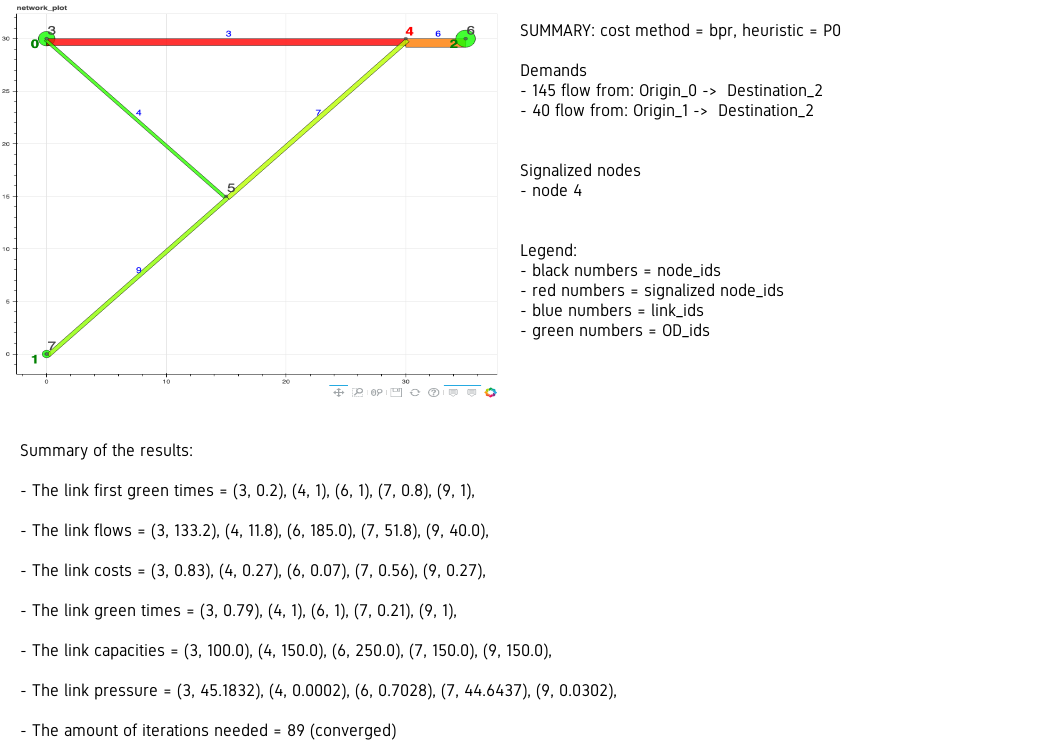 network_plot
3
6
0
2
4
3
6
30
25
20
15
10
5
0
4
7
5
9
7
1
0
10
20
30
SUMMARY: cost method = bpr, heuristic = P0
Demands
- 145 flow from: Origin_0 -> Destination_2
- 40 flow from: Origin_1 -> Destination_2
Signalized nodes
- node 4
Legend:
- black numbers = node_ids
- red numbers = signalized node_ids
- blue numbers = link_ids
- green numbers = OD_ids
Summary of the results:
- The link first green times = (3, 0.2), (4, 1), (6, 1), (7, 0.8), (9, 1),
- The link flows = (3, 133.2), (4, 11.8), (6, 185.0), (7, 51.8), (9, 40.0),
- The link costs = (3, 0.83), (4, 0.27), (6, 0.07), (7, 0.56), (9, 0.27),
- The link green times = (3, 0.79), (4, 1), (6, 1), (7, 0.21), (9, 1),
- The link capacities = (3, 100.0), (4, 150.0), (6, 250.0), (7, 150.0), (9, 150.0),
- The link pressure = (3, 45.1832), (4, 0.0002), (6, 0.7028), (7, 44.6437), (9, 0.0302),
- The amount of iterations needed = 89 (converged)